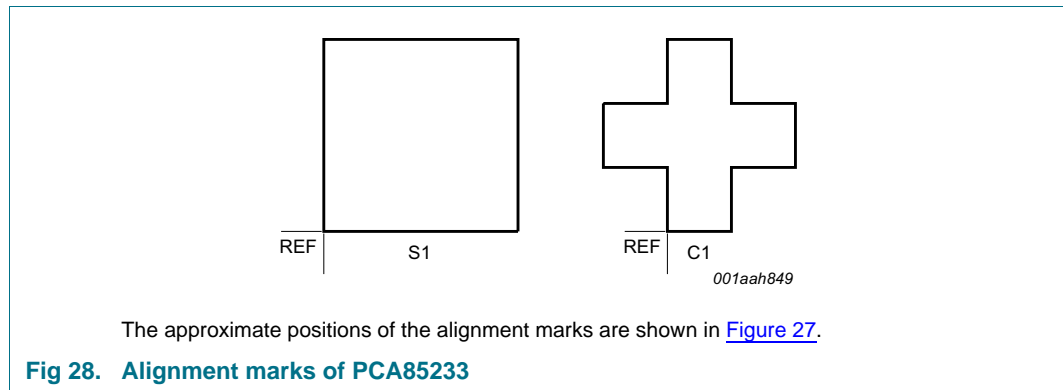 REF
S1
REF
C1
001aah849
The approximate positions of the alignment marks are shown in Figure 27.
Fig 28. Alignment marks of PCA85233